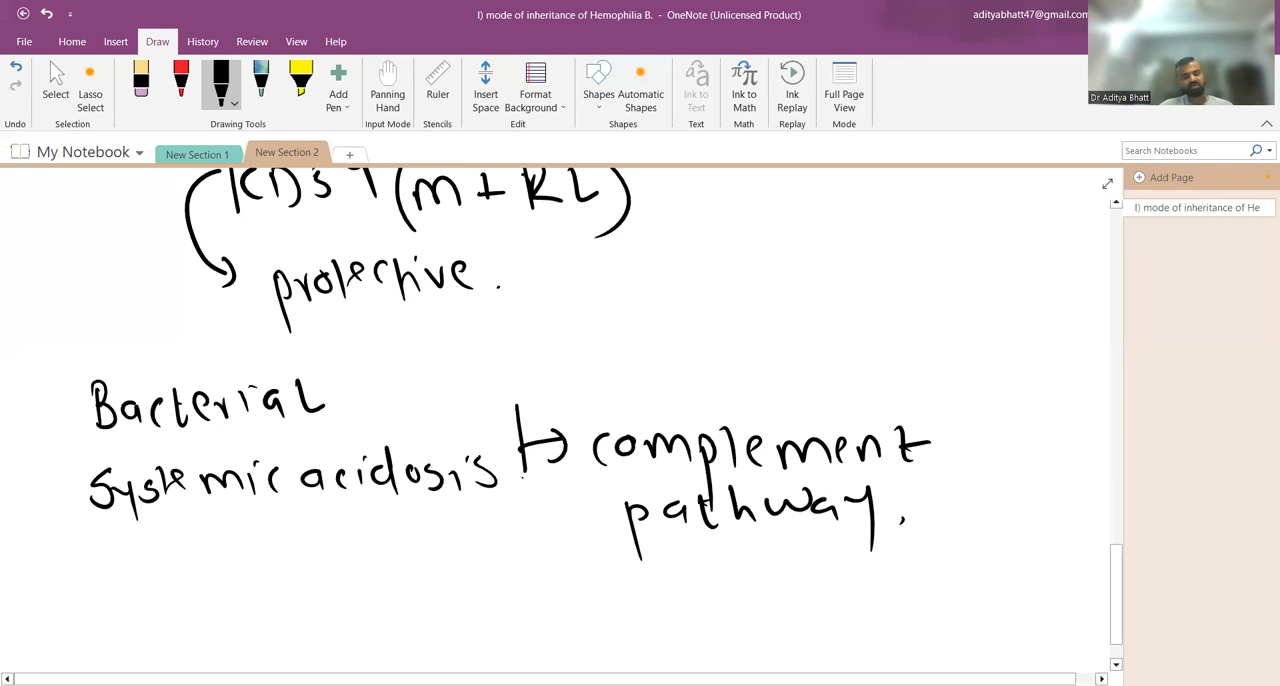 I) mode of inheritance of Hemophilia B. - OneNote (Unlicensed Product)
adityabhatt47@gmail.com
File Home Insert Draw History Review View Help
Undo
Select
Lasso Select
Selection
Add Pen
Drawing Tools
Panning Hand
Input Mode
Ruler
Stencils
Insert Space
Format Background
Edit
Shapes
Automatic Shapes
Shapes
Ink to Text
Text
Ink to Math
Math
Ink Replay
Replay
Full Page View
Mode
Dr Aditya Bhatt
My Notebook
New Section 1
New Section 2
Search Notebooks
Add Page
I) mode of inheritance of He
(M + RL)
protective.
Bacterial
systemic acidosis
complement
pathway.